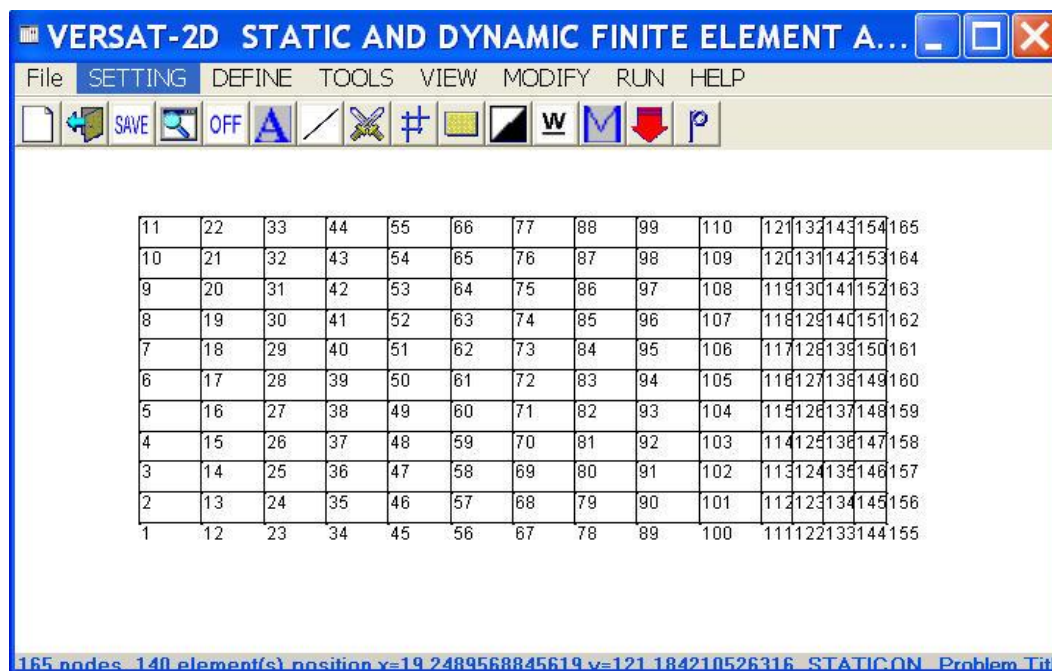 VERSAT-2D STATIC AND DYNAMIC FINITE ELEMENT A...
File SETTING DEFINE TOOLS VIEW MODIFY RUN HELP
SAVE OFF A W M P
11 22 33 44 55 66 77 88 99 110 121 132 143 154 165
10 21 32 43 54 65 76 87 98 109 120 131 142 153 164
9 20 31 42 53 64 75 86 97 108 119 130 141 152 163
8 19 30 41 52 63 74 85 96 107 118 129 140 151 162
7 18 29 40 51 62 73 84 95 106 117 128 139 150 161
6 17 28 39 50 61 72 83 94 105 116 127 138 149 160
5 16 27 38 49 60 71 82 93 104 115 126 137 148 159
4 15 26 37 48 59 70 81 92 103 114 125 136 147 158
3 14 25 36 47 58 69 80 91 102 113 124 135 146 157
2 13 24 35 46 57 68 79 90 101 112 123 134 145 156
1 12 23 34 45 56 67 78 89 100 111 122 133 144 155
165 nodes 140 element(s) position x=19.2489568845619 y=121.184210526316 STATICON Problem Tit